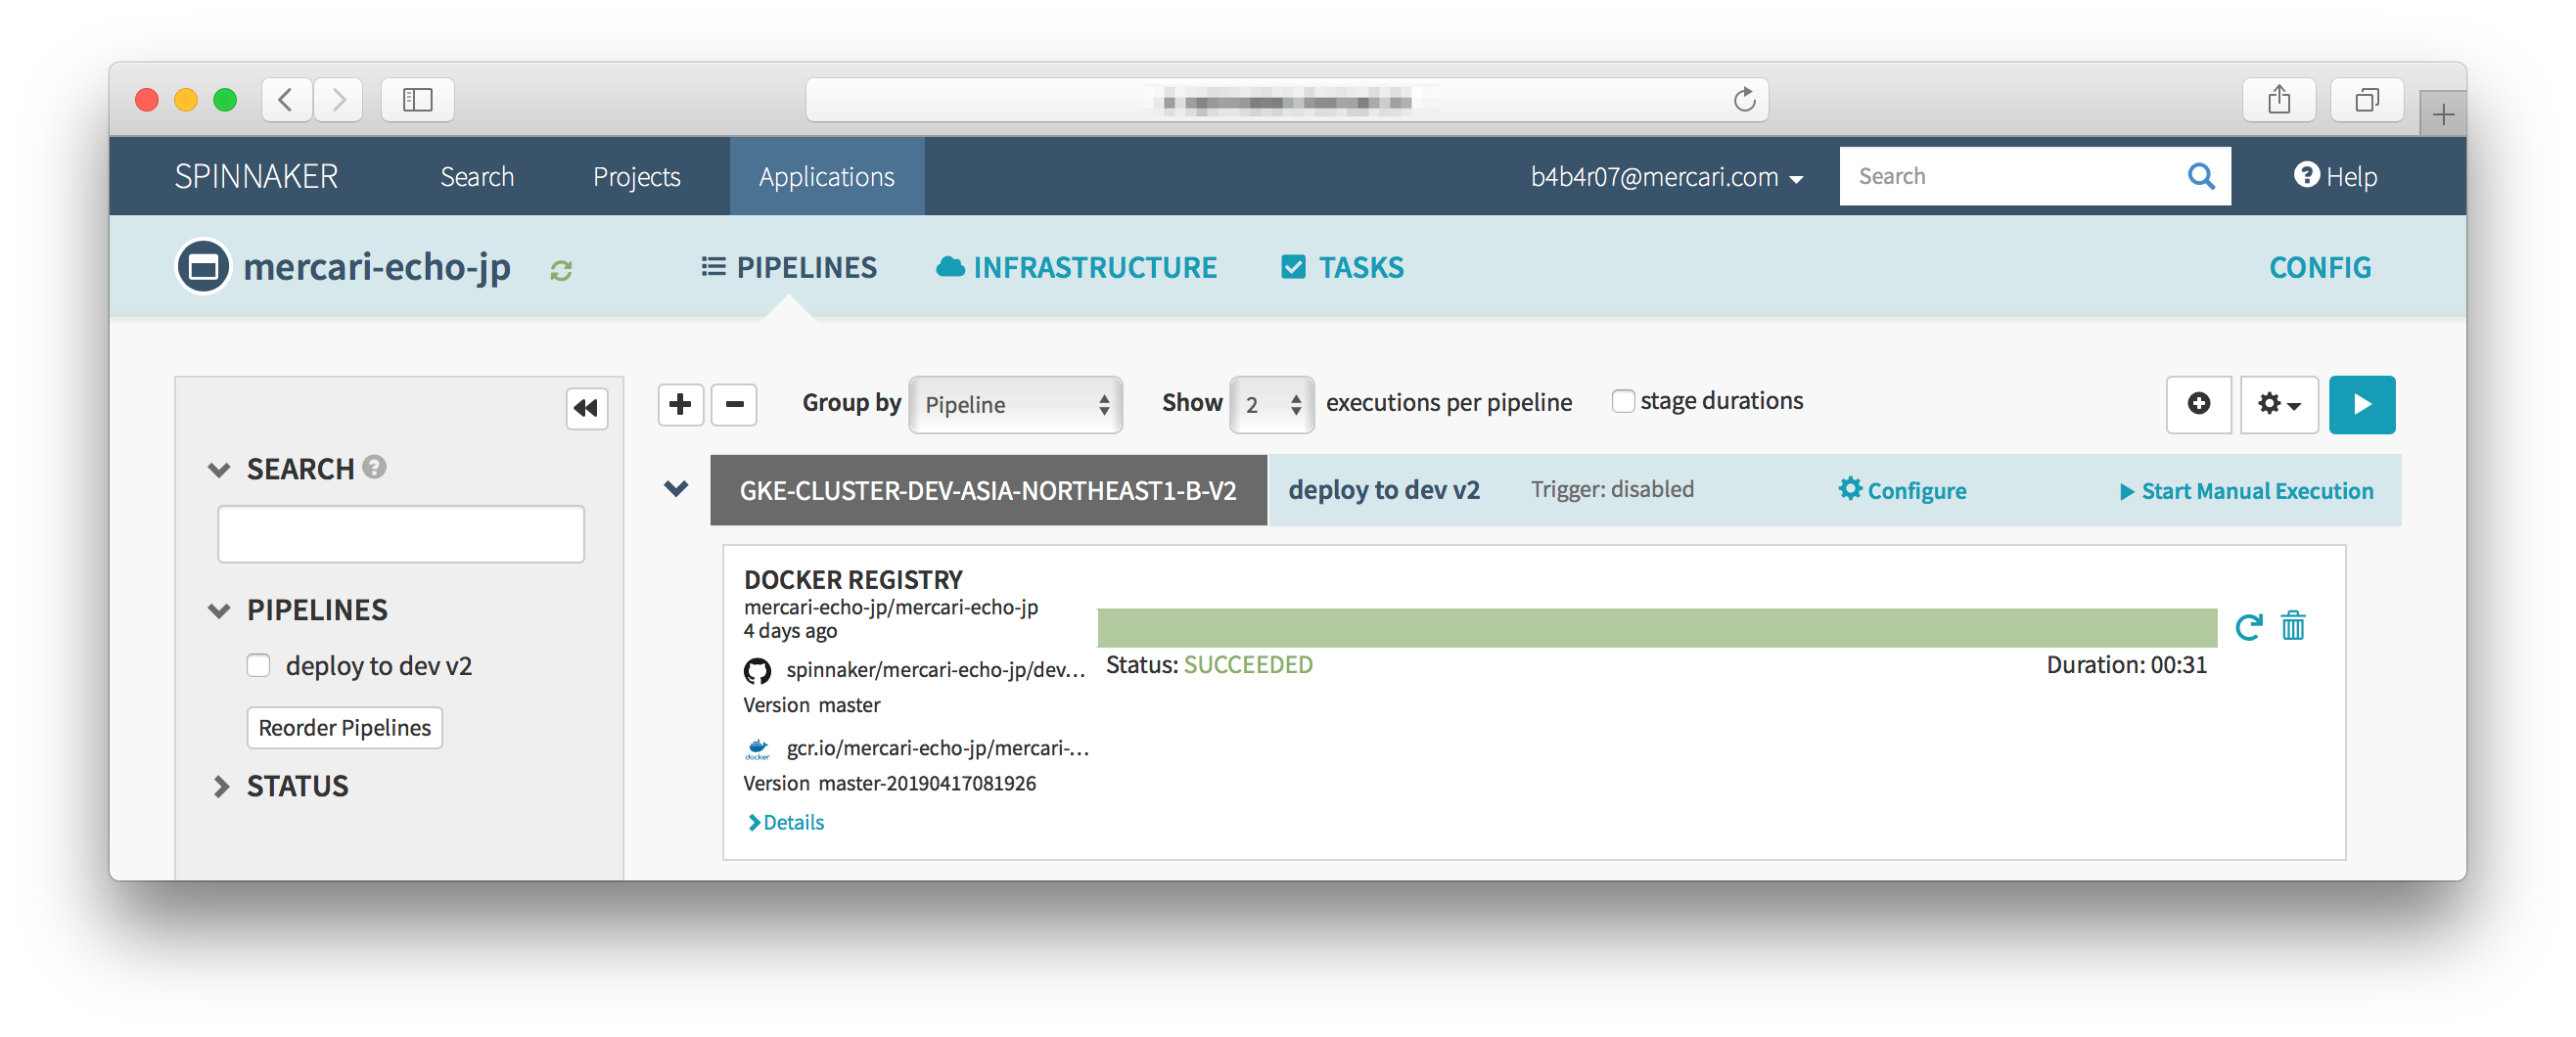 SPINNAKER Search Projects Applications b4b4r07@mercari.com Search Help
mercari-echo-jp PIPELINES INFRASTRUCTURE TASKS CONFIG
Group by Pipeline Show 2 executions per pipeline stage durations
SEARCH
PIPELINES
deploy to dev v2
Reorder Pipelines
STATUS
GKE-CLUSTER-DEV-ASIA-NORTHEAST1-B-V2 deploy to dev v2 Trigger: disabled Configure Start Manual Execution
DOCKER REGISTRY
mercari-echo-jp/mercari-echo-jp
4 days ago
spinnaker/mercari-echo-jp/dev...
Version master
docker gcr.io/mercari-echo-jp/mercari-...
Version master-20190417081926
Details
Status: SUCCEEDED Duration: 00:31